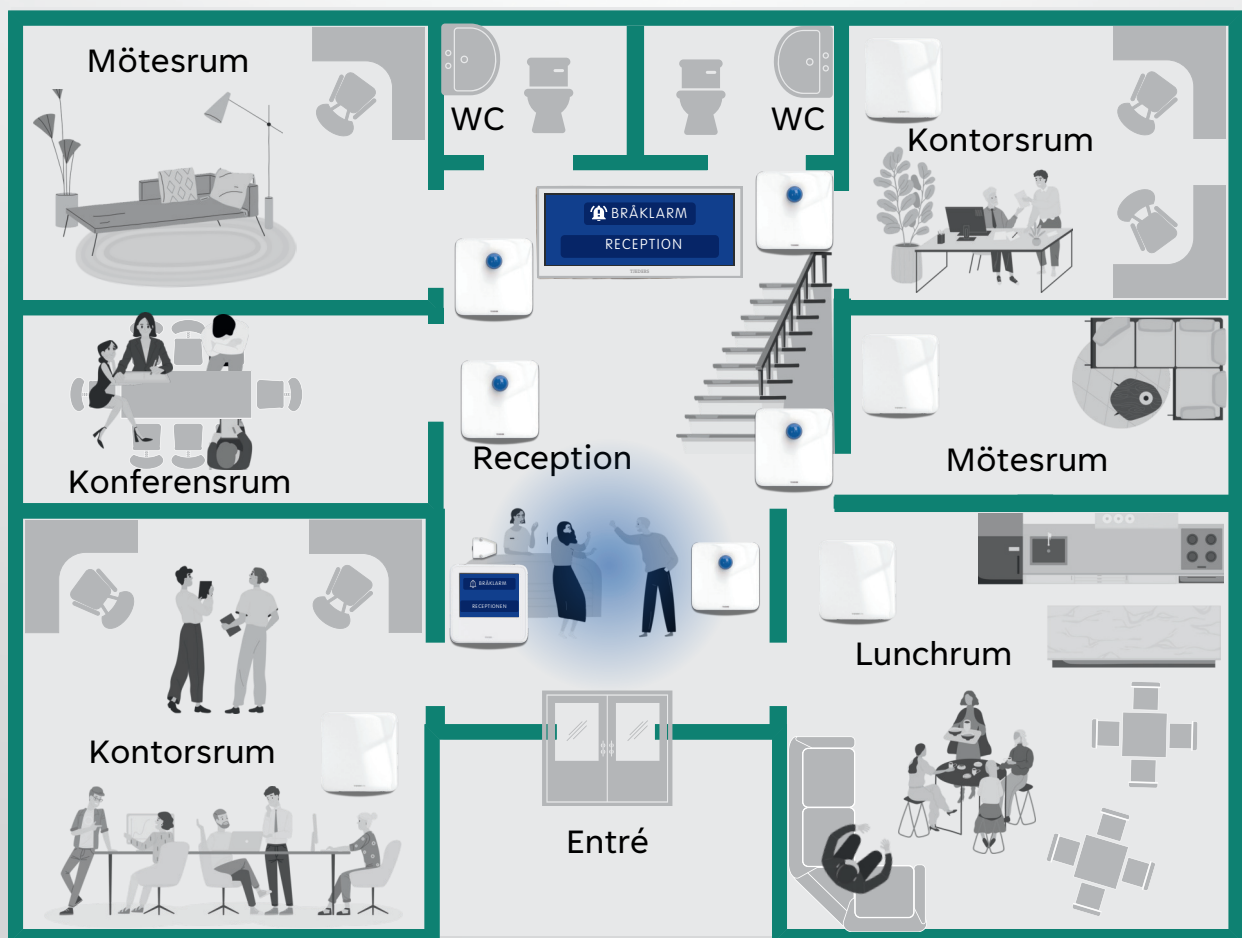 Mötesrum
WC
WC
Kontorsrum
BRÅKLARM
RECEPTION
Reception
Konferensrum
Mötesrum
BRÅKLARM
RECEPTIONEN
Lunchrum
Kontorsrum
Entré